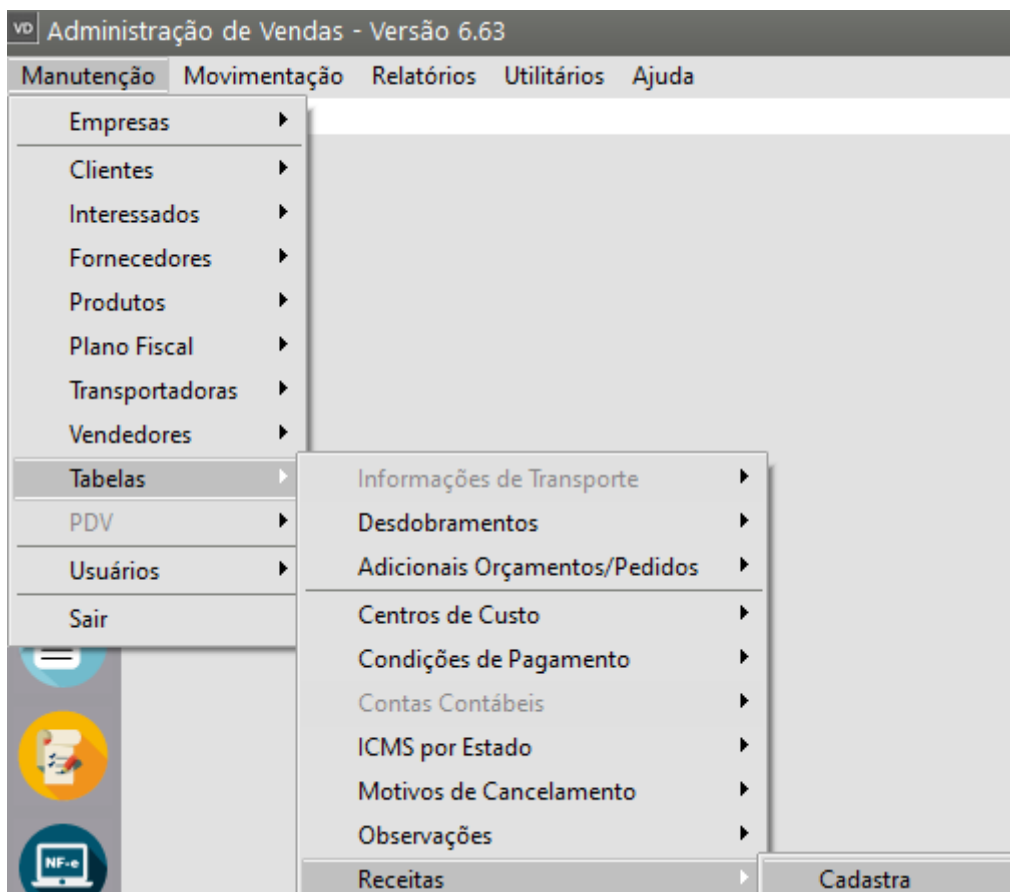 VD Administração de Vendas - Versão 6.63
Manutenção Movimentação Relatórios Utilitários Ajuda
Empresas
Clientes
Interessados
Fornecedores
Produtos
Plano Fiscal
Transportadoras
Vendedores
Tabelas
PDV
Usuários
Sair
Informações de Transporte
Desdobramentos
Adicionais Orçamentos/Pedidos
Centros de Custo
Condições de Pagamento
Contas Contábeis
ICMS por Estado
Motivos de Cancelamento
Observações
Receitas
Cadastra
NF-e